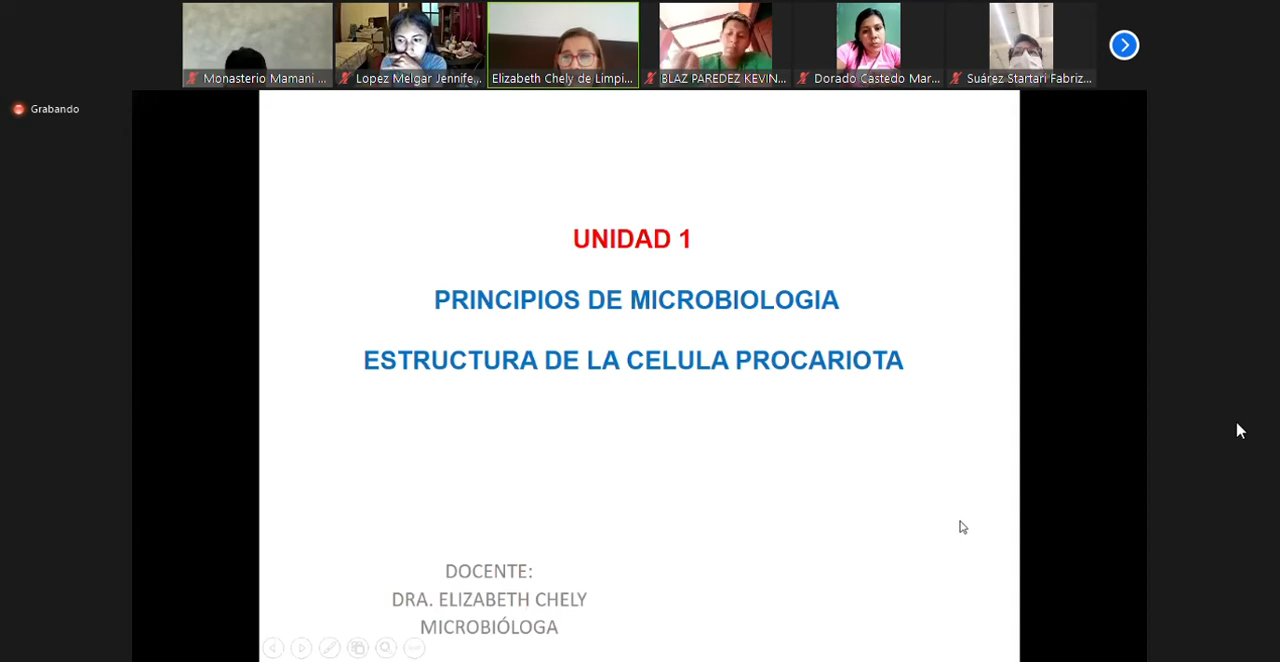 Monasterio Mamani ...
Lopez Melgar Jennife...
Elizabeth Chely de Limpi...
BLAZ PAREDEZ KEVIN...
Dorado Castedo Mar...
Suárez Startari Fabriz...
Grabando
UNIDAD 1
PRINCIPIOS DE MICROBIOLOGIA
ESTRUCTURA DE LA CELULA PROCARIOTA
DOCENTE:
DRA. ELIZABETH CHELY
MICROBIÓLOGA